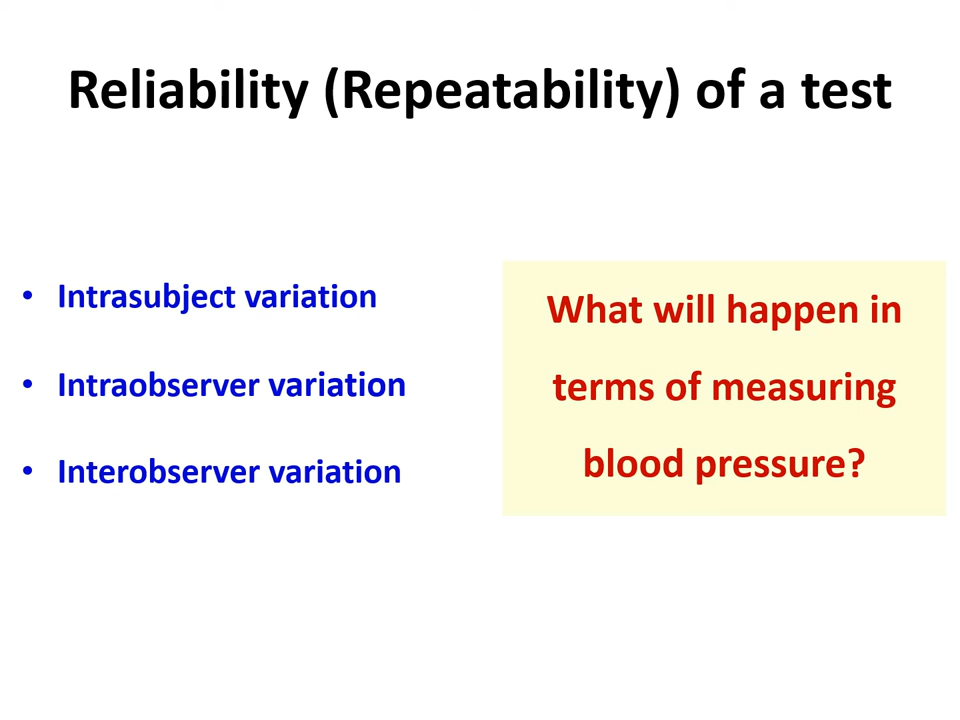 Reliability (Repeatability) of a test
• Intrasubject variation
• Intraobserver variation
• Interobserver variation
What will happen in
terms of measuring
blood pressure?